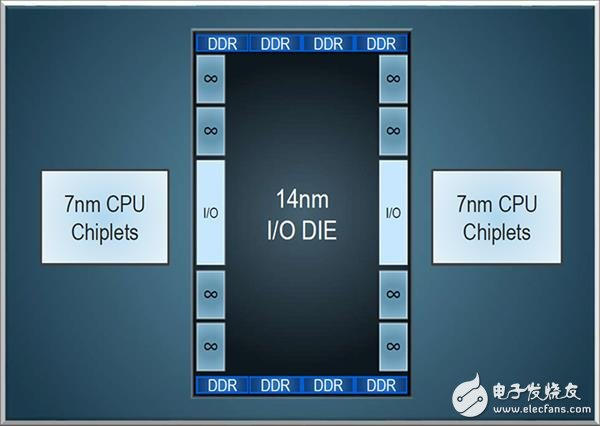 DDR DDR DDR DDR
∞ ∞
∞ ∞
7nm CPU
Chiplets
I/O
14nm
I/O DIE
I/O
7nm CPU
Chiplets
∞ ∞
∞ ∞
DDR DDR DDR DDR
电子发烧友
www.elecfans.com